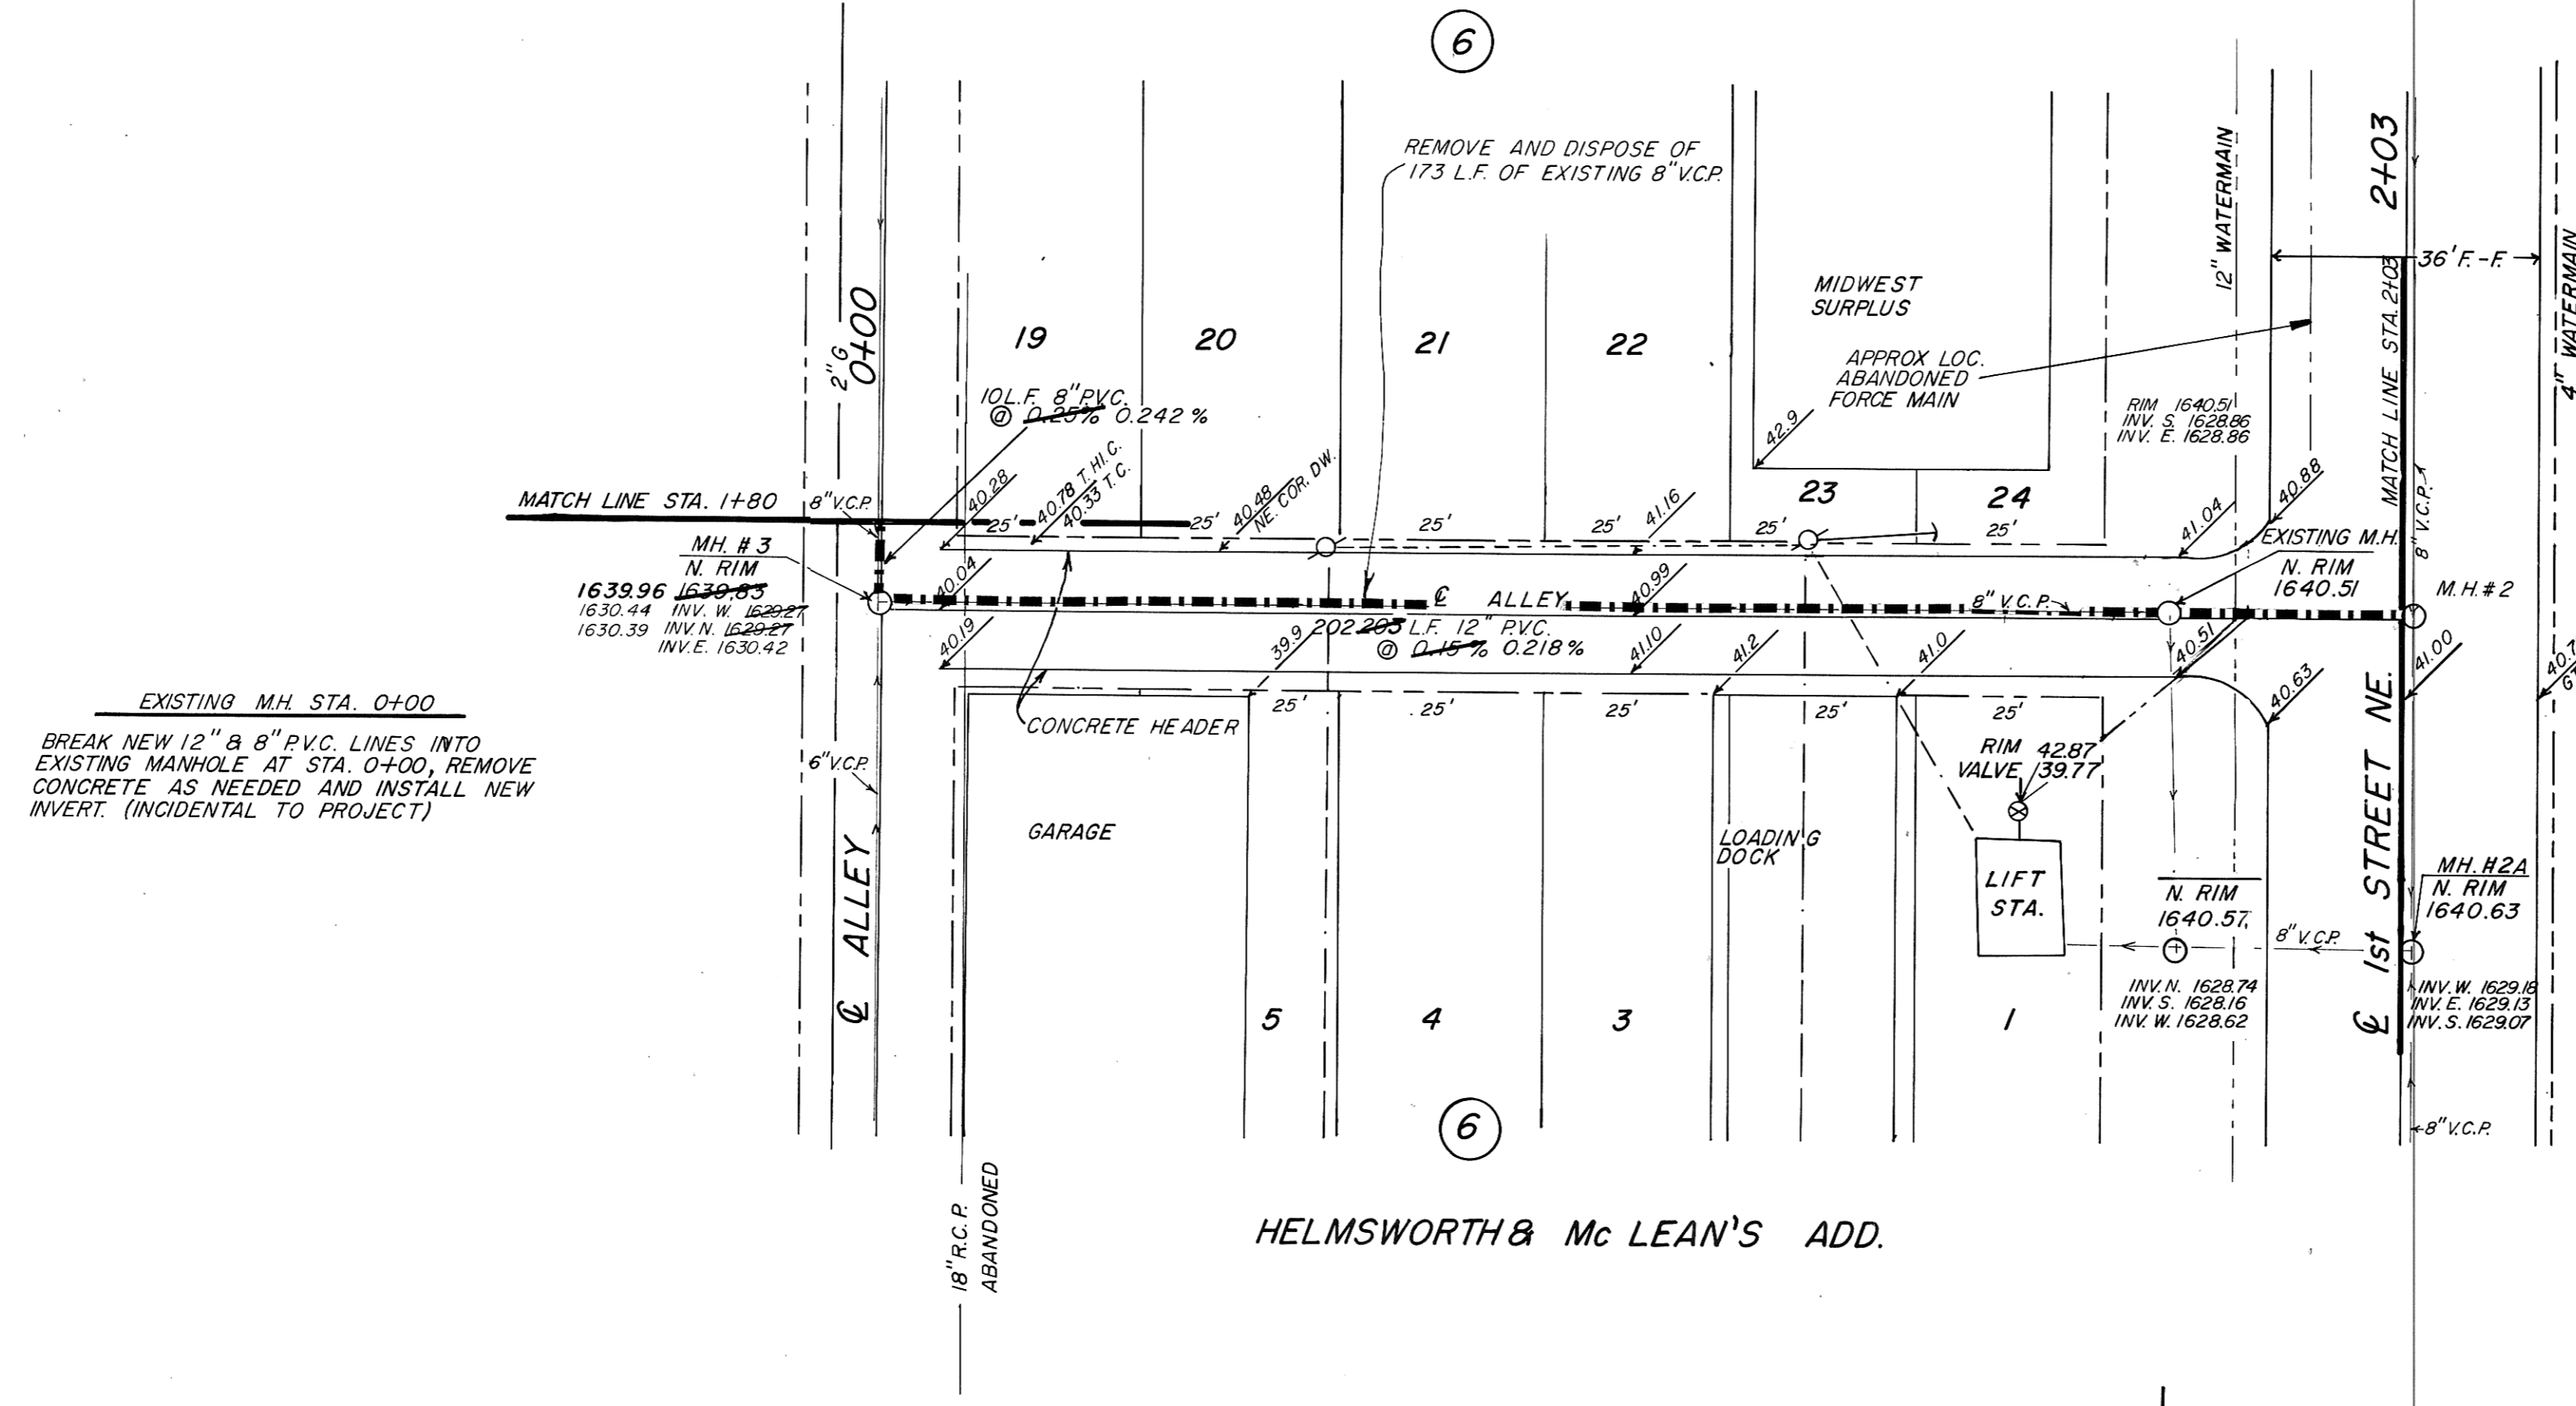 6
2+03
12" WATERMAIN
4" WATERMAIN
REMOVE AND DISPOSE OF
173 L.F. OF EXISTING 8" V.C.P.
36' F.-F.
MATCH LINE STA. 2+03
MIDWEST
SURPLUS
2" G
0+00
19
20
21
22
APPROX LOC.
ABANDONED
FORCE MAIN
10 L.F. 8" P.V.C.
@ 0.25% 0.242 %
RIM 1640.51
INV. S. 1628.86
INV. E. 1628.86
42.9
40.28
40.78 T. HI. C.
40.33 T. C.
40.48
NE. COR. DW.
41.16
23
24
41.04
40.88
8" V.C.P.
MATCH LINE STA. 1+80
8" V.C.P.
25'
25'
25'
25'
25'
25'
EXISTING M.H.
N. RIM
1640.51
MH. # 3
N. RIM
1639.96 1639.83
1630.44 INV. W. 1629.27
1630.39 INV. N. 1629.27
INV. E. 1630.42
40.04
40.99
℄ ALLEY
8" V.C.P.
M.H. #2
202 203 L.F. 12" P.V.C.
@ 0.15% 0.218 %
40.19
39.9
41.10
41.2
41.0
40.51
40.63
41.00
EXISTING M.H. STA. 0+00
BREAK NEW 12" & 8" P.V.C. LINES INTO
EXISTING MANHOLE AT STA. 0+00, REMOVE
CONCRETE AS NEEDED AND INSTALL NEW
INVERT. (INCIDENTAL TO PROJECT)
CONCRETE HEADER
25'
25'
25'
25'
25'
6" V.C.P.
RIM 42.87
VALVE 39.77
GARAGE
LOADING
DOCK
LIFT
STA.
N. RIM
1640.57
8" V.C.P.
MH. #2A
N. RIM
1640.63
℄ ALLEY
℄ 1st STREET NE.
INV. N. 1628.74
INV. S. 1628.16
INV. W. 1628.62
INV. W. 1629.18
INV. E. 1629.13
INV. S. 1629.07
5
4
3
1
6
8" V.C.P.
18" R.C.P.
ABANDONED
HELMSWORTH & Mc LEAN'S ADD.